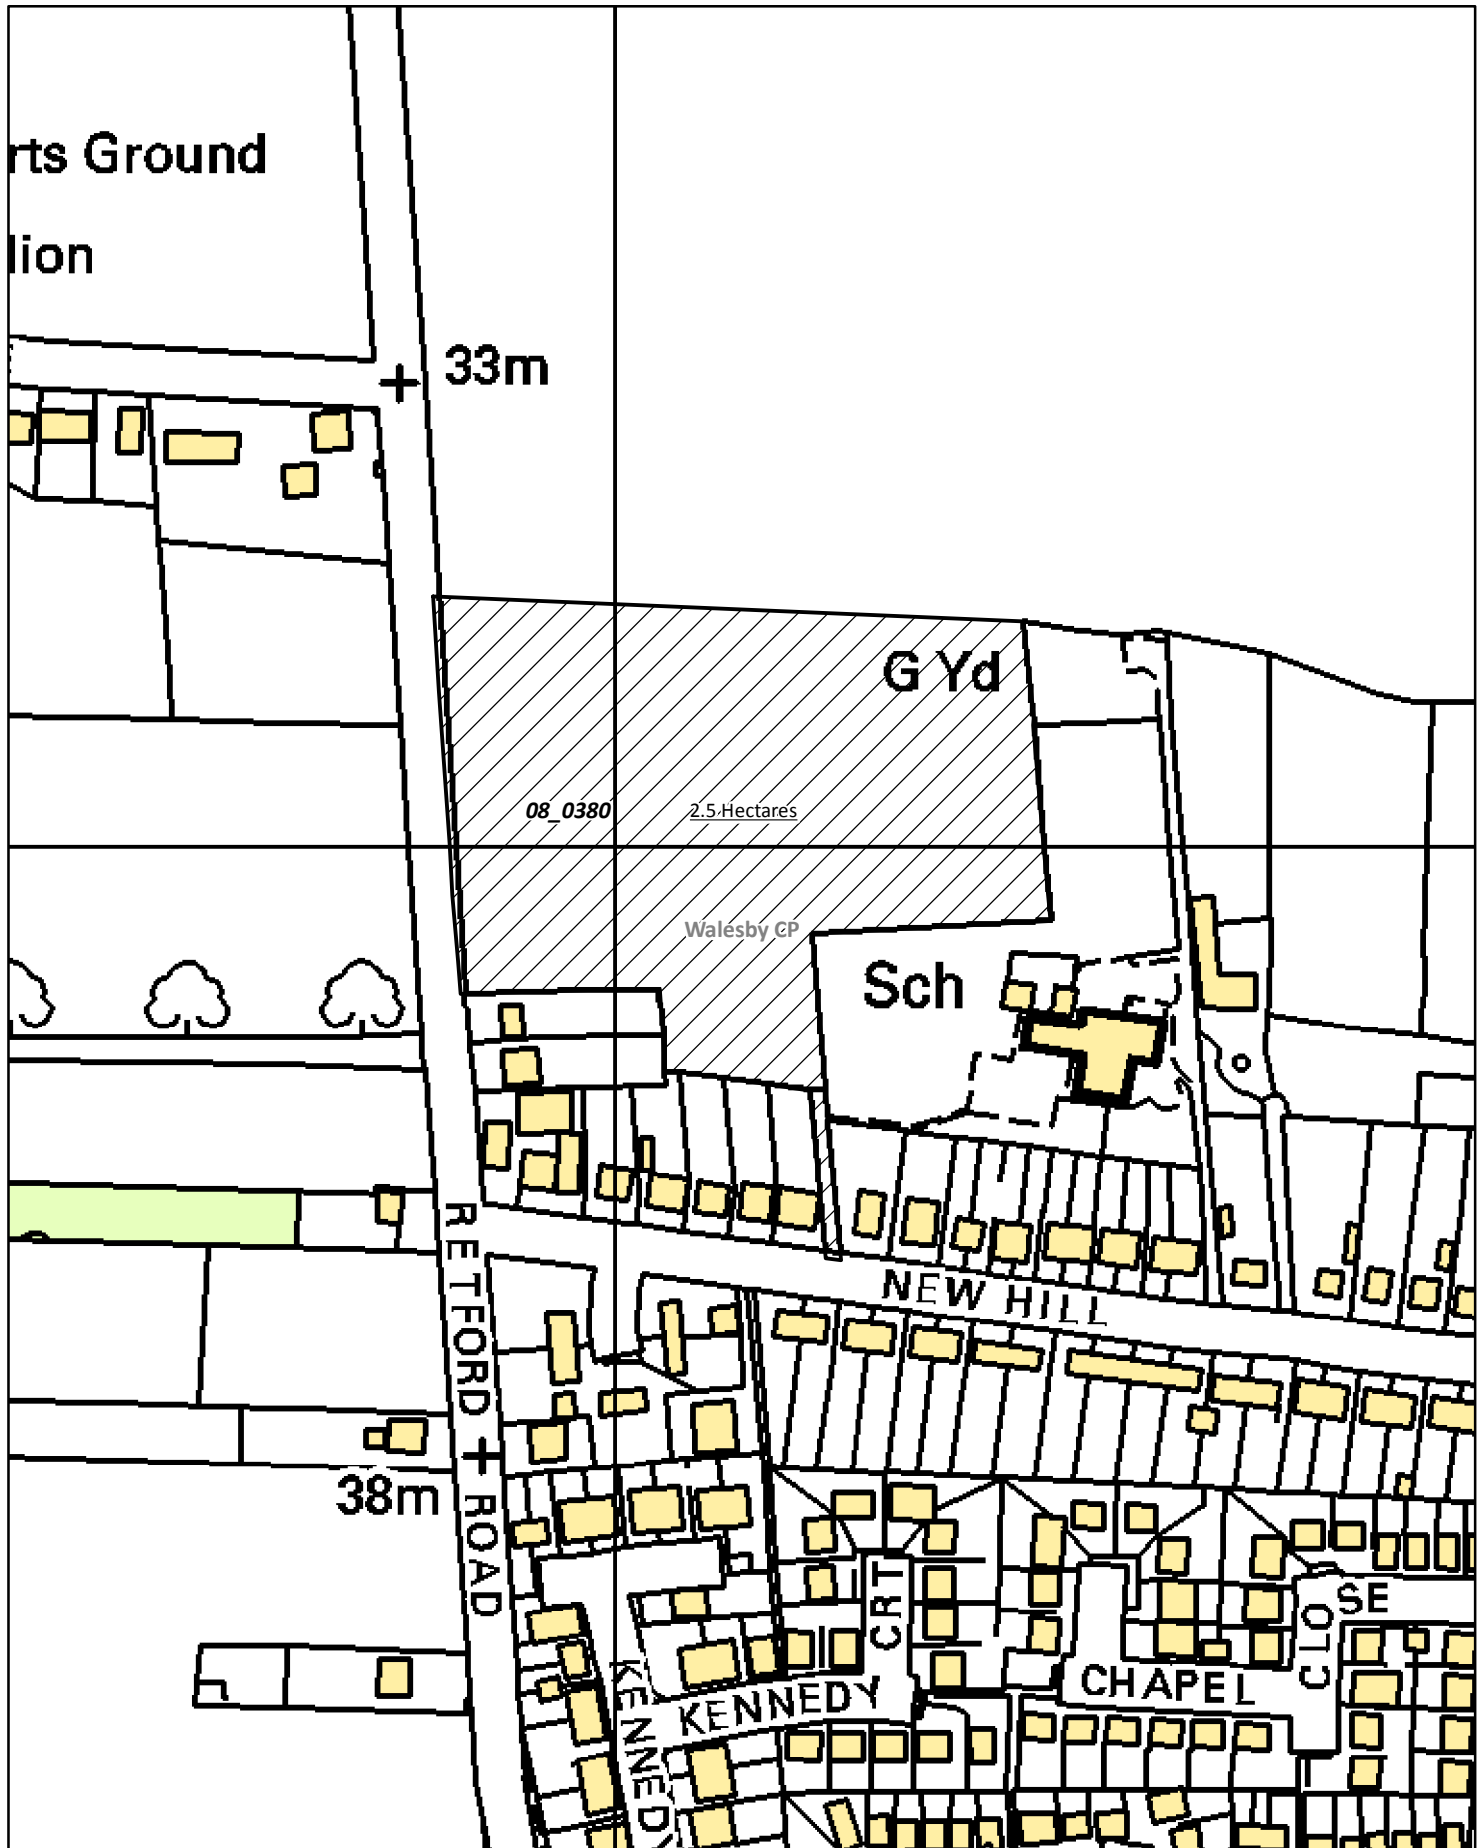 rts Ground
lion
33m
G Yd
08_0380
2.5 Hectares
Walesby CP
Sch
RETFORD ROAD
NEW HILL
38m
CRT
CLOSE
CHAPEL
KENNEDY
KENNEDY